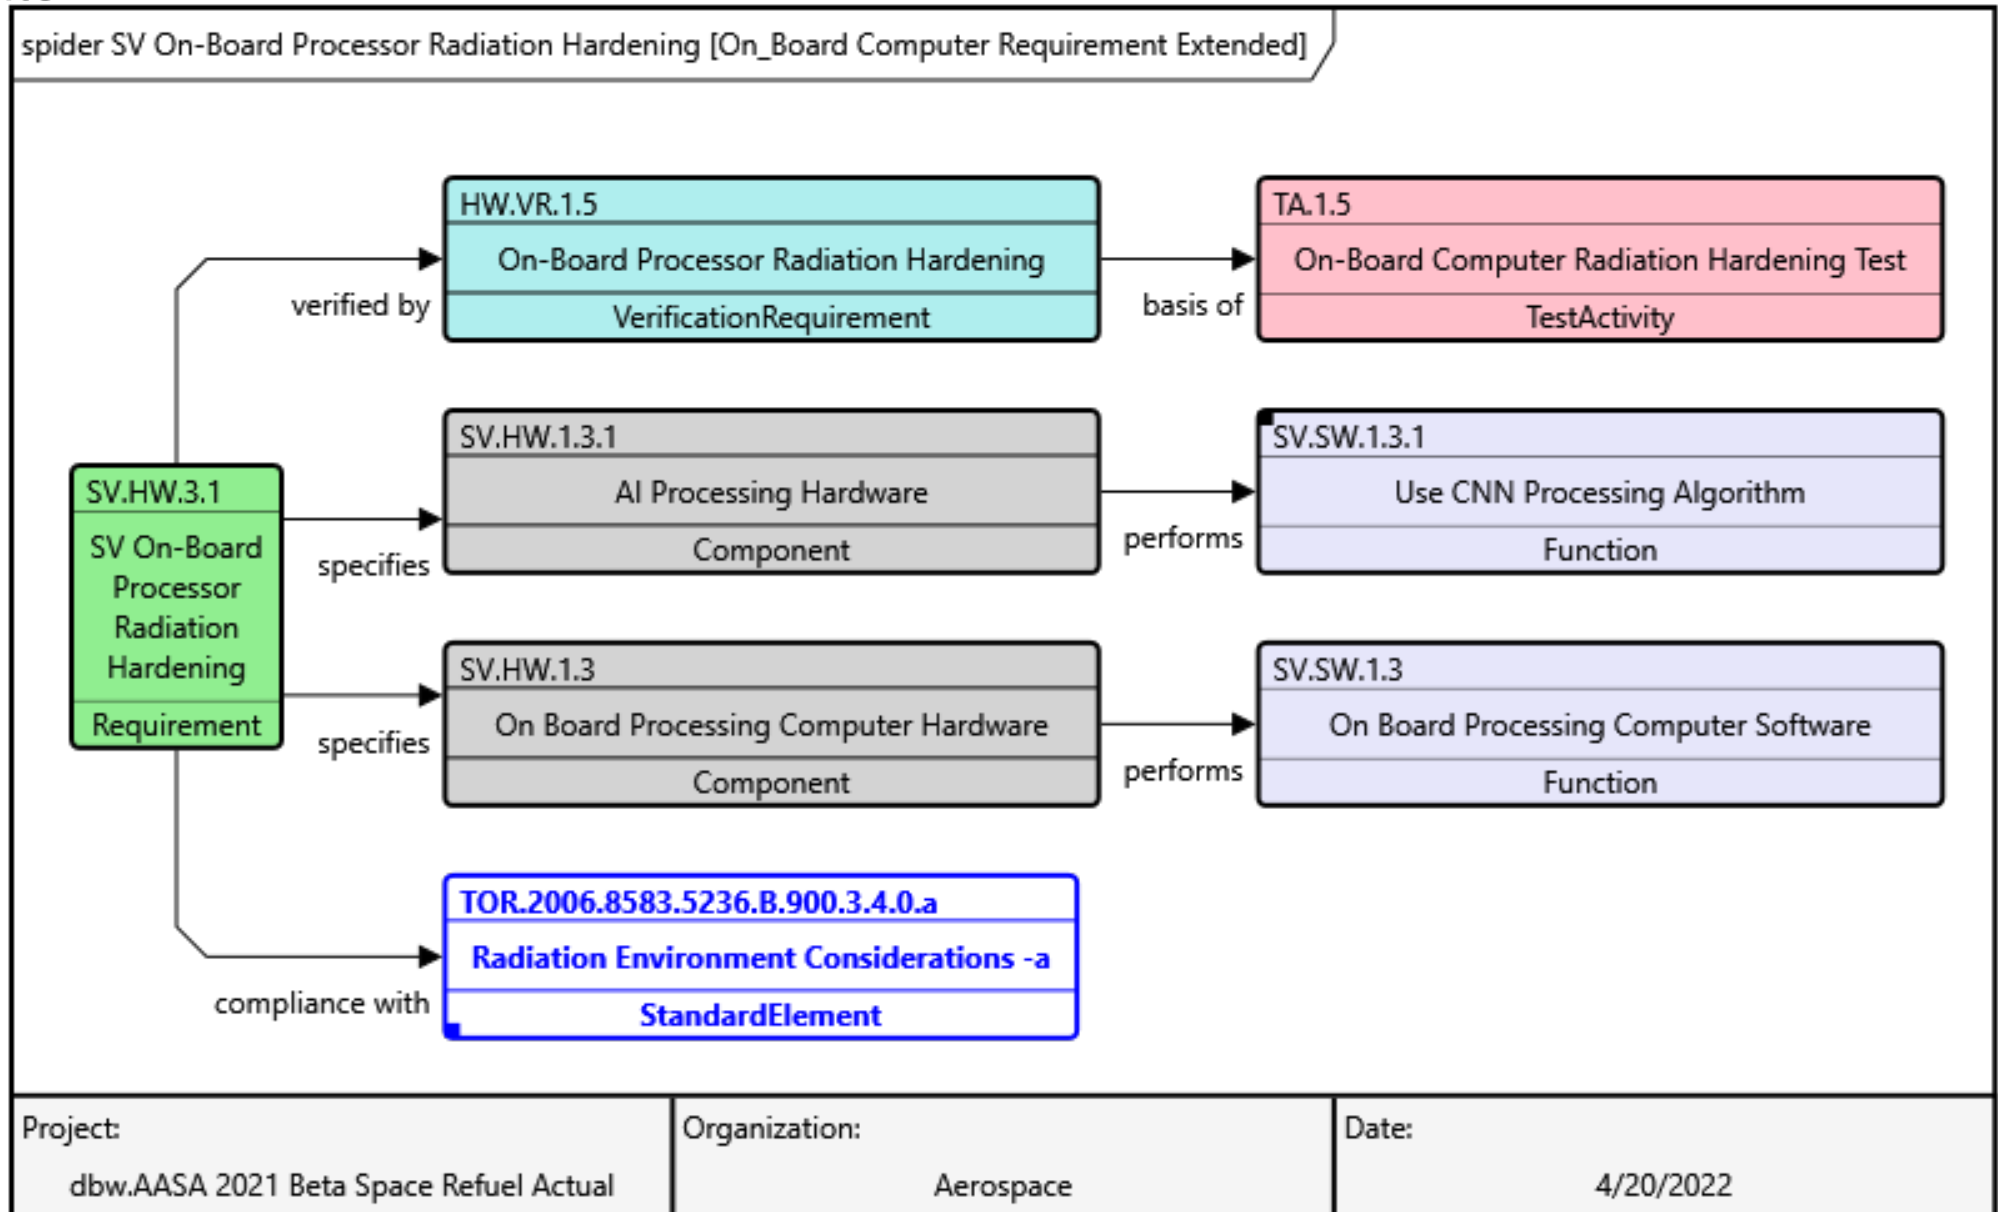 spider SV On-Board Processor Radiation Hardening [On_Board Computer Requirement Extended]
HW.VR.1.5
On-Board Processor Radiation Hardening
VerificationRequirement
verified by
TA.1.5
On-Board Computer Radiation Hardening Test
TestActivity
basis of
SV.HW.3.1
SV On-Board
Processor
Radiation
Hardening
Requirement
SV.HW.1.3.1
AI Processing Hardware
Component
specifies
SV.SW.1.3.1
Use CNN Processing Algorithm
Function
performs
SV.HW.1.3
On Board Processing Computer Hardware
Component
specifies
SV.SW.1.3
On Board Processing Computer Software
Function
performs
TOR.2006.8583.5236.B.900.3.4.0.a
Radiation Environment Considerations -a
StandardElement
compliance with
Project:
dbw.AASA 2021 Beta Space Refuel Actual
Organization:
Aerospace
Date:
4/20/2022